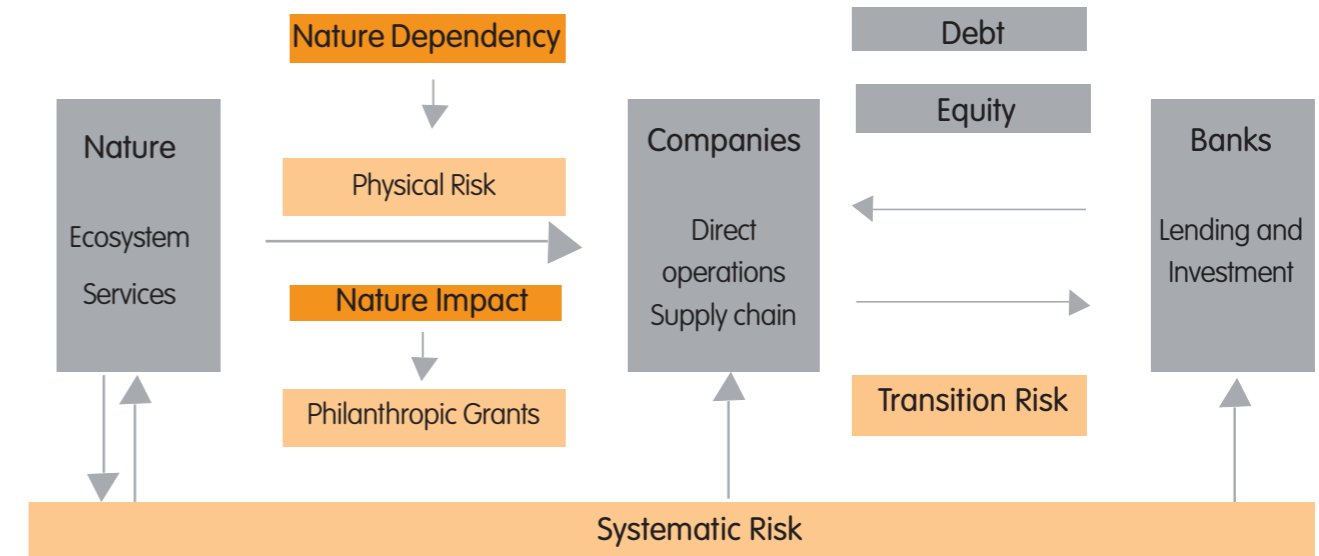 Nature Dependency
Debt
Equity
Nature
Ecosystem
Services
Physical Risk
Nature Impact
Philanthropic Grants
Companies
Direct
operations
Supply chain
Banks
Lending and
Investment
Transition Risk
Systematic Risk